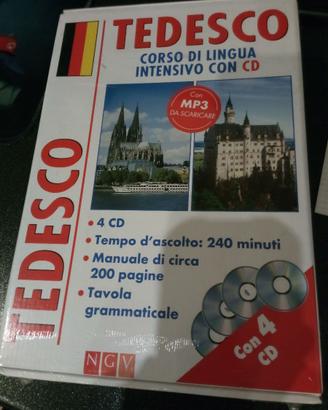 TEDESCO
CORSO DI LINGUA
INTENSIVO CON CD
Con
MP3
DA SCARICARE
TEDESCO
• 4 CD
• Tempo d'ascolto: 240 minuti
• Manuale di circa
200 pagine
• Tavola
grammaticale
Con 4
CD
NGV